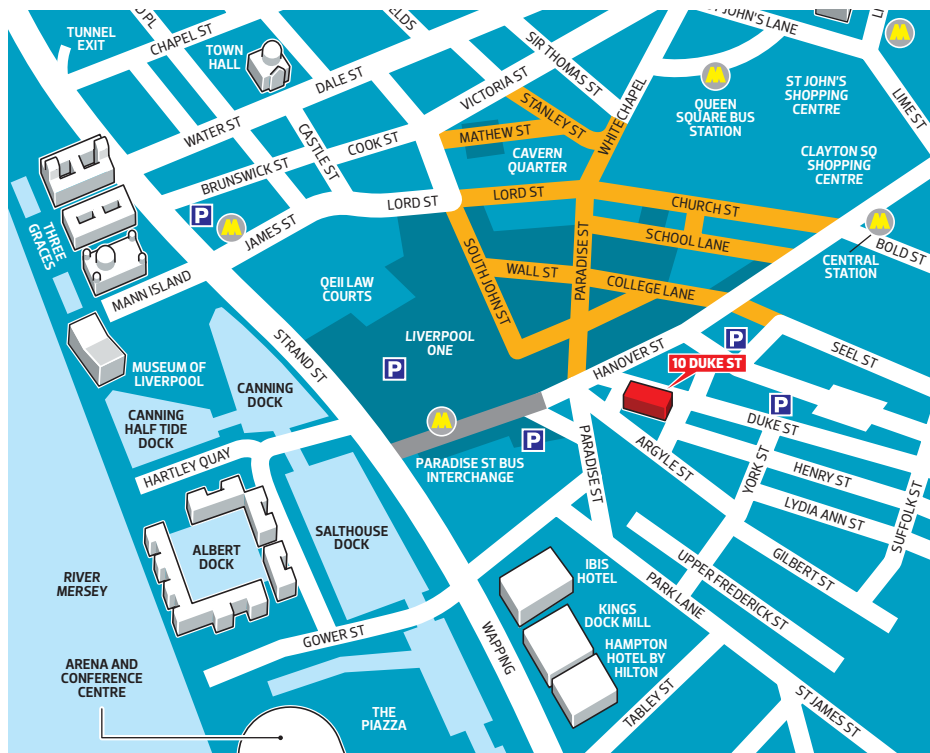 TUNNEL
EXIT
CHAPEL ST
TOWN
HALL
DALE ST
SIR THOMAS ST
ST JOHN'S LANE
VICTORIA ST
STANLEY ST
WHITECHAPEL
QUEEN
SQUARE BUS
STATION
ST JOHN'S
SHOPPING
CENTRE
LIME ST
WATER ST
CASTLE ST
COOK ST
MATHEW ST
CAVERN
QUARTER
CLAYTON SQ
SHOPPING
CENTRE
BRUNSWICK ST
P
JAMES ST
LORD ST
LORD ST
CHURCH ST
SCHOOL LANE
BOLD ST
CENTRAL
STATION
THREE
GRACES
MANN ISLAND
QEII LAW
COURTS
SOUTH JOHN ST
WALL ST
PARADISE ST
COLLEGE LANE
LIVERPOOL
ONE
P
STRAND ST
HANOVER ST
P
10 DUKE ST
SEEL ST
MUSEUM OF
LIVERPOOL
CANNING
DOCK
CANNING
HALF TIDE
DOCK
P
DUKE ST
HARTLEY QUAY
PARADISE ST BUS
INTERCHANGE
P
PARADISE ST
ARGYLE ST
YORK ST
HENRY ST
LYDIA ANN ST
SUFFOLK ST
GILBERT ST
ALBERT
DOCK
SALTHOUSE
DOCK
RIVER
MERSEY
IBIS
HOTEL
KINGS
DOCK MILL
HAMPTON
HOTEL BY
HILTON
PARK LANE
UPPER FREDERICK ST
GOWER ST
WAPPING
TABLEY ST
ST JAMES ST
ARENA AND
CONFERENCE
CENTRE
THE
PIAZZA